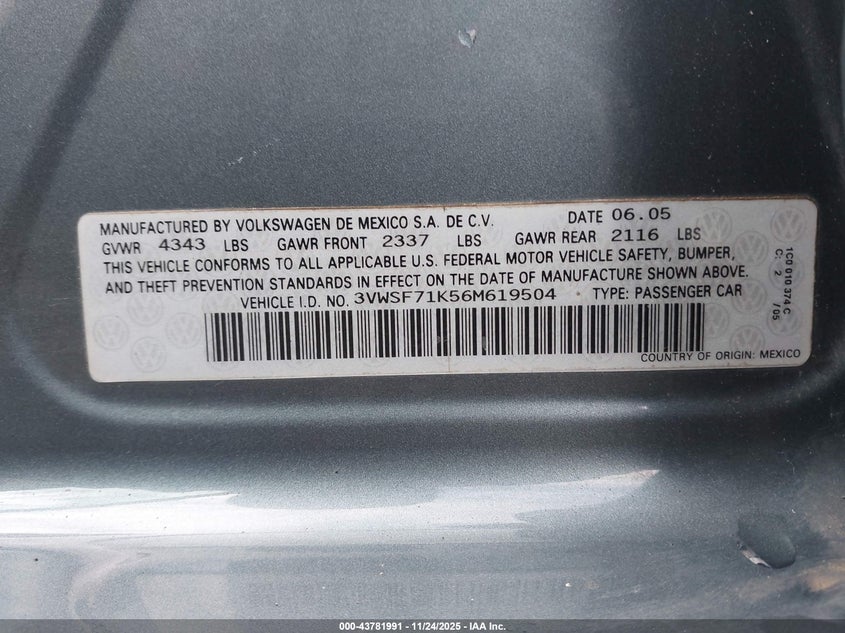 MANUFACTURED BY VOLKSWAGEN DE MEXICO S.A. DE C.V. DATE 06.05
GVWR 4343 LBS GAWR FRONT 2337 LBS GAWR REAR 2116 LBS
THIS VEHICLE CONFORMS TO ALL APPLICABLE U.S. FEDERAL MOTOR VEHICLE SAFETY, BUMPER,
AND THEFT PREVENTION STANDARDS IN EFFECT ON THE DATE OF MANUFACTURE SHOWN ABOVE.
VEHICLE I.D. NO. 3VWSF71K56M619504 TYPE: PASSENGER CAR
COUNTRY OF ORIGIN: MEXICO
1C0 010 374 C
C: 2 /05
000-43781991 - 11/24/2025 - IAA Inc.